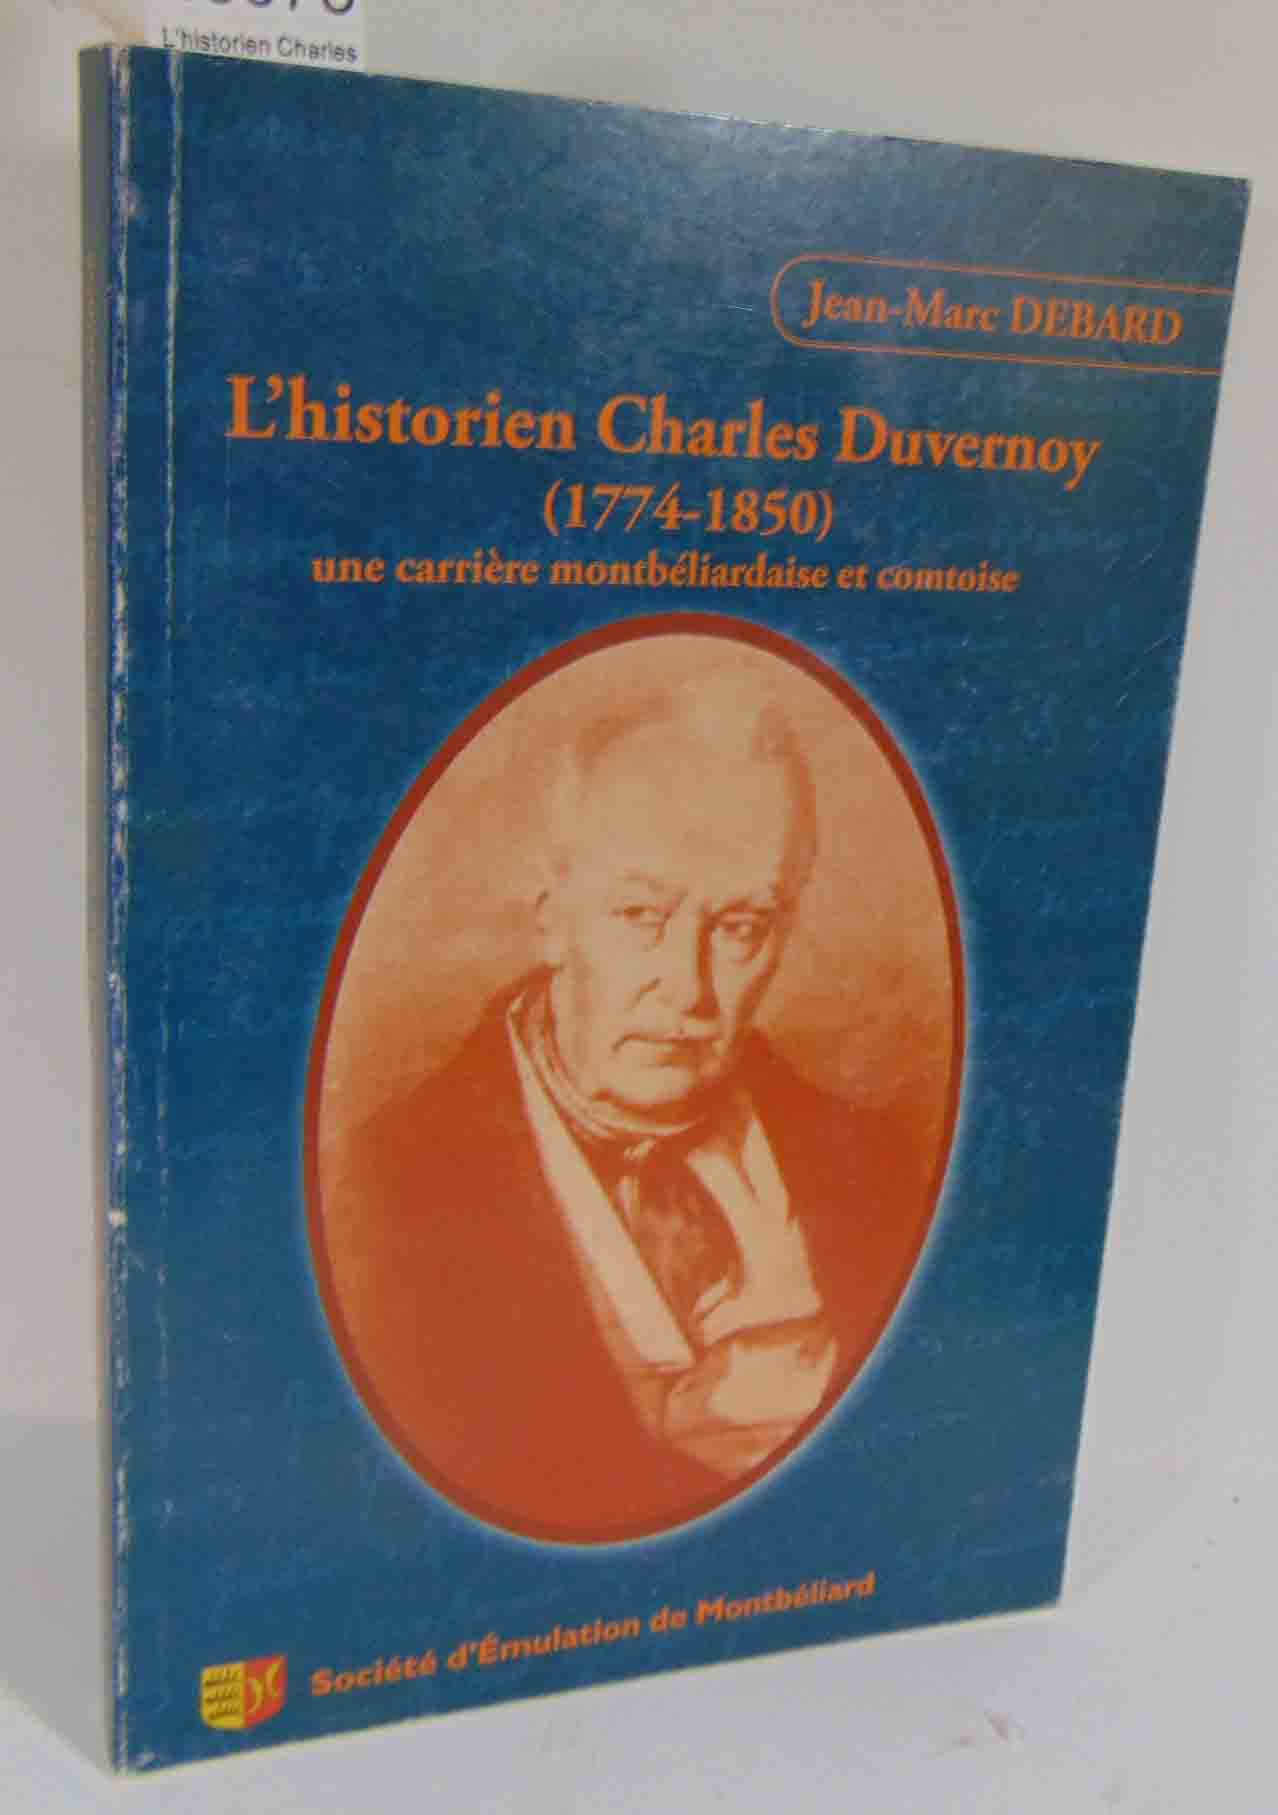 L'historien Charles
Jean-Marc DEBARD
L'historien Charles Duvernoy
(1774-1850)
une carrière montbéliardaise et comtoise
Société d'Émulation de Montbéliard